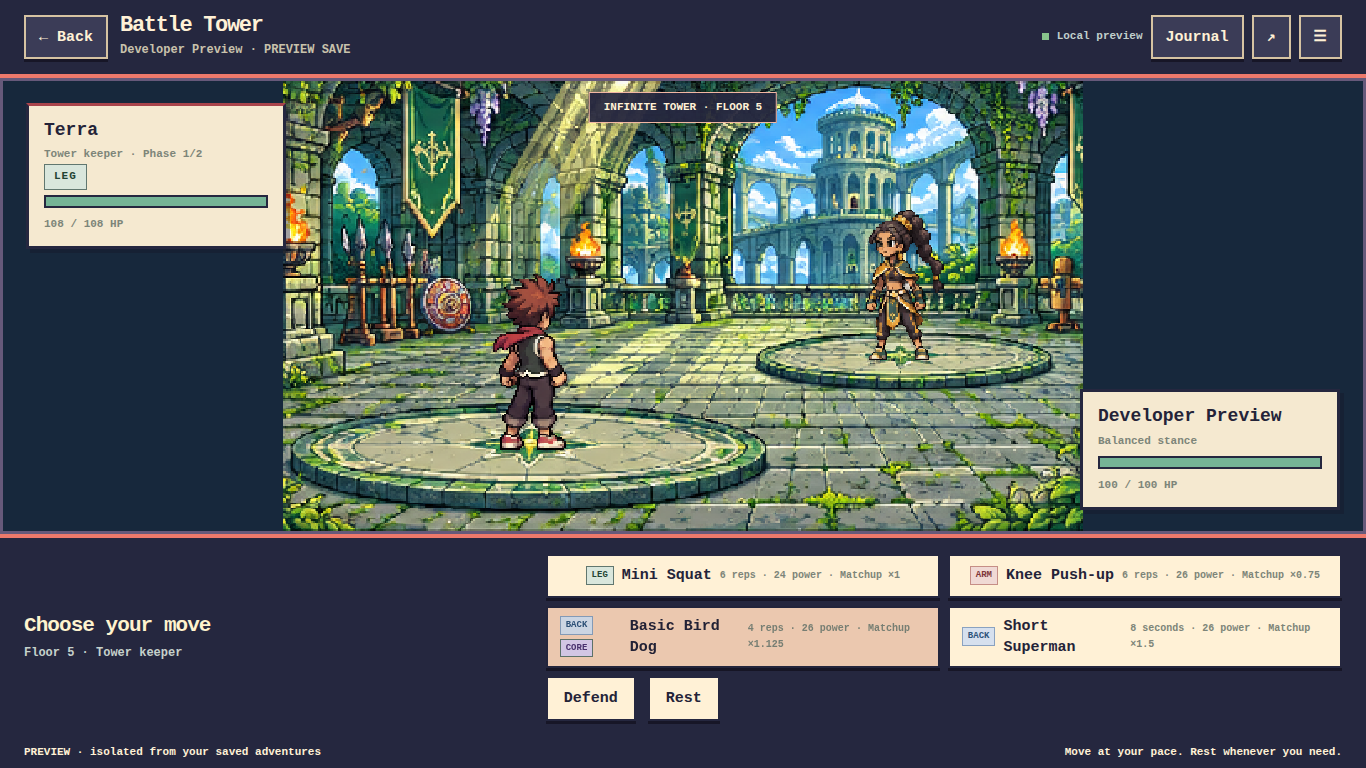 ← Back
Battle Tower
Developer Preview · PREVIEW SAVE
Local preview
Journal
↗
☰
INFINITE TOWER · FLOOR 5
Terra
Tower keeper · Phase 1/2
LEG
108 / 108 HP
Developer Preview
Balanced stance
100 / 100 HP
Choose your move
Floor 5 · Tower keeper
LEG Mini Squat 6 reps · 24 power · Matchup ×1
ARM Knee Push-up 6 reps · 26 power · Matchup ×0.75
BACK
CORE
Basic Bird
Dog
4 reps · 26 power · Matchup
×1.125
BACK
Short
Superman
8 seconds · 26 power · Matchup
×1.5
Defend
Rest
PREVIEW · isolated from your saved adventures
Move at your pace. Rest whenever you need.